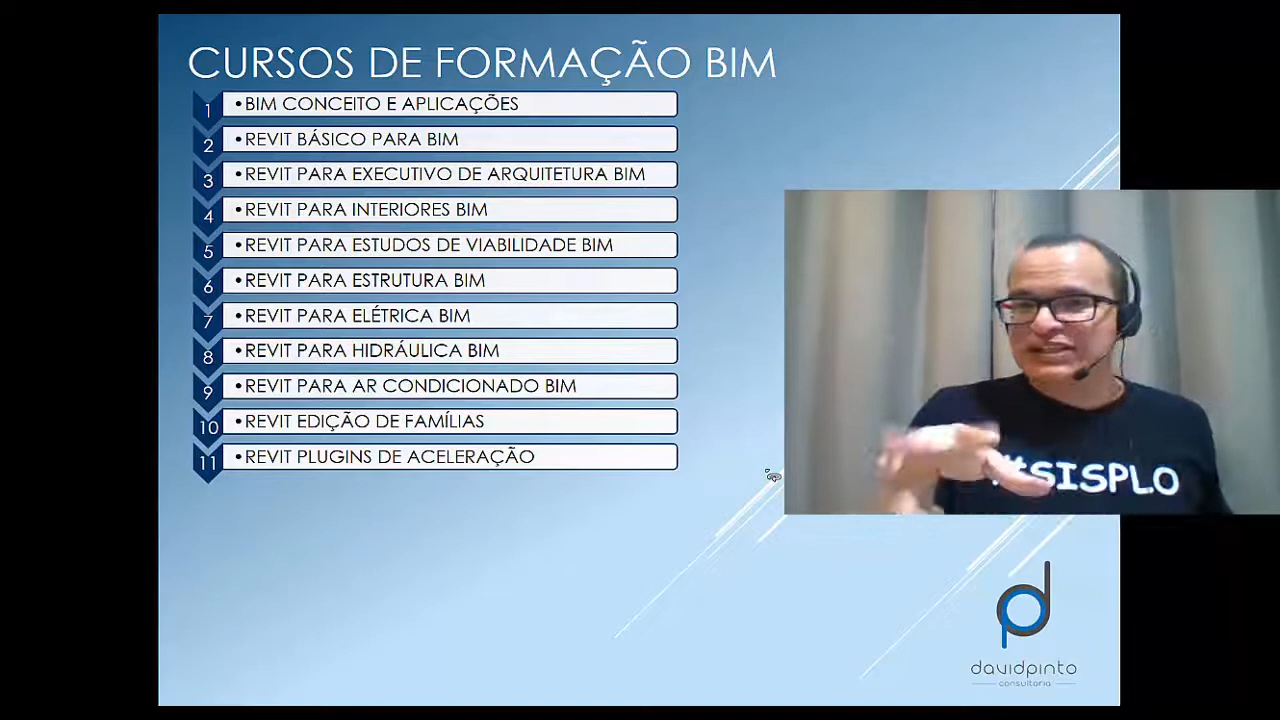 CURSOS DE FORMAÇÃO BIM
1 •BIM CONCEITO E APLICAÇÕES
2 •REVIT BÁSICO PARA BIM
3 •REVIT PARA EXECUTIVO DE ARQUITETURA BIM
4 •REVIT PARA INTERIORES BIM
5 •REVIT PARA ESTUDOS DE VIABILIDADE BIM
6 •REVIT PARA ESTRUTURA BIM
7 •REVIT PARA ELÉTRICA BIM
8 •REVIT PARA HIDRÁULICA BIM
9 •REVIT PARA AR CONDICIONADO BIM
10 •REVIT EDIÇÃO DE FAMÍLIAS
11 •REVIT PLUGINS DE ACELERAÇÃO
#SISPLO
davidpinto
consultoria